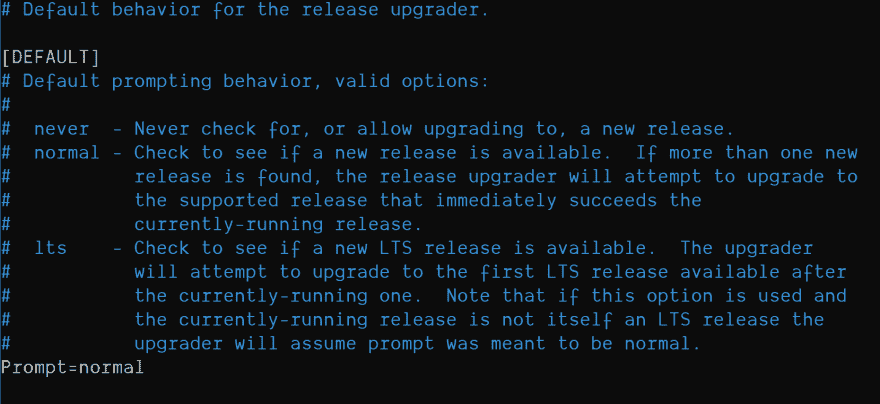 # Default behavior for the release upgrader.

[DEFAULT]
# Default prompting behavior, valid options:
#
#  never  - Never check for, or allow upgrading to, a new release.
#  normal - Check to see if a new release is available.  If more than one new
#           release is found, the release upgrader will attempt to upgrade to
#           the supported release that immediately succeeds the
#           currently-running release.
#  lts    - Check to see if a new LTS release is available.  The upgrader
#           will attempt to upgrade to the first LTS release available after
#           the currently-running one.  Note that if this option is used and
#           the currently-running release is not itself an LTS release the
#           upgrader will assume prompt was meant to be normal.
Prompt=normal